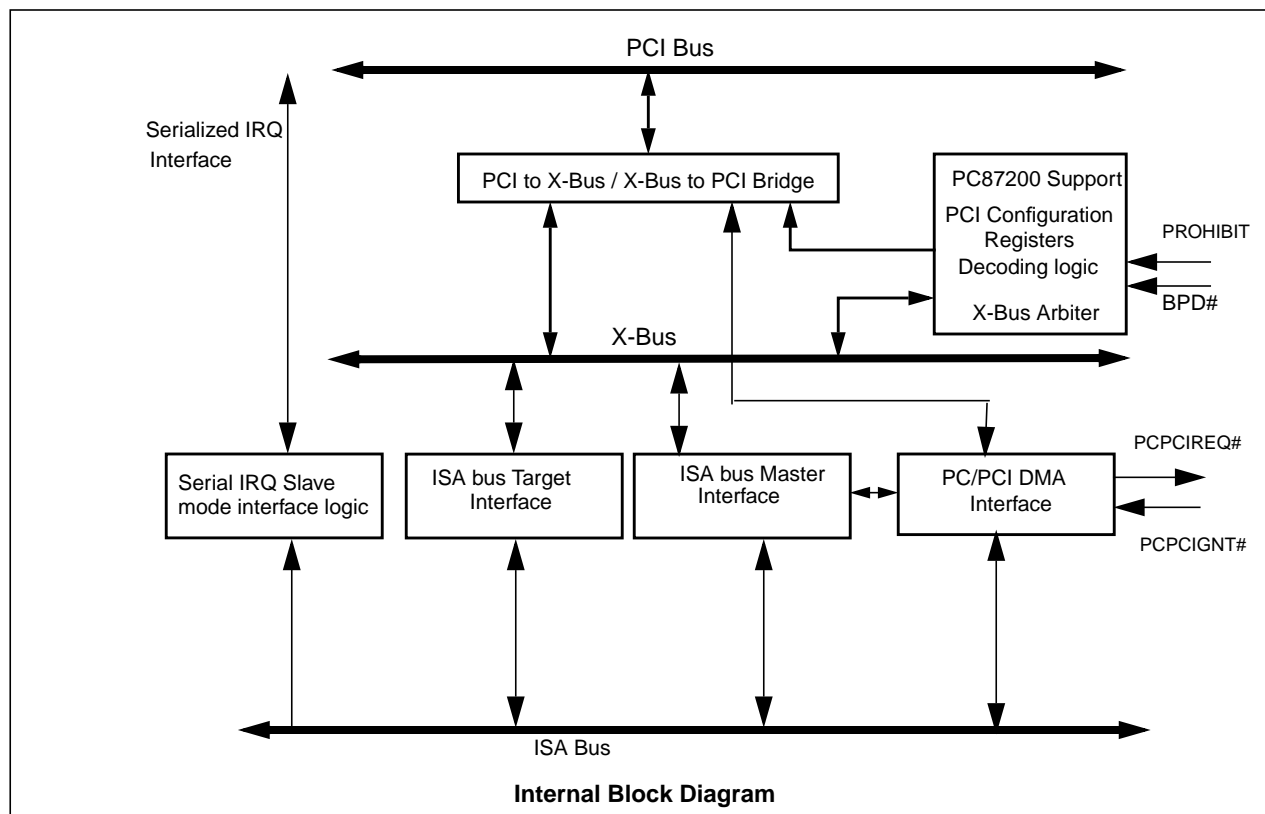 PCI Bus
Serialized IRQ
Interface
PCI to X-Bus / X-Bus to PCI Bridge
PC87200 Support
PCI Configuration
Registers
Decoding logic
X-Bus Arbiter
PROHIBIT
BPD#
X-Bus
Serial IRQ Slave
mode interface logic
ISA bus Target
Interface
ISA bus Master
Interface
PC/PCI DMA
Interface
PCPCIREQ#
PCPCIGNT#
ISA Bus
Internal Block Diagram